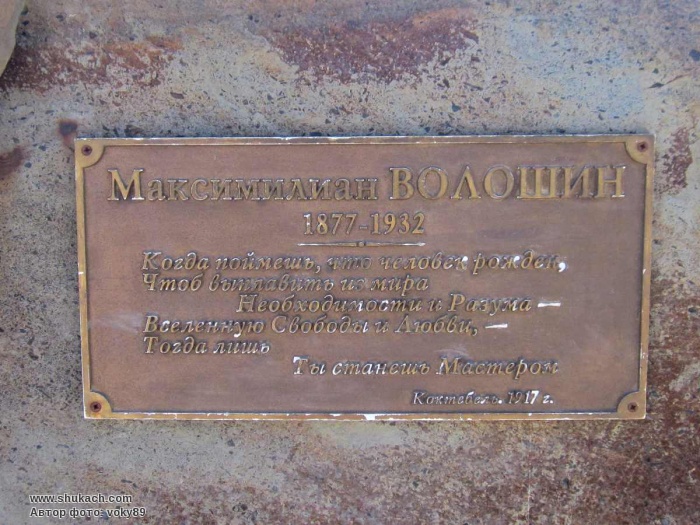 Максимилиан ВОЛОШИН
1877-1932
Когда поймешь, что человек рожден,
Чтоб выплавить из мира
Необходимости и Разума —
Вселенную Свободы и Любви, —
Тогда лишь
Ты станешь Мастером
Коктебель. 1917 г.
www.shukach.com
Автор фото: voky89